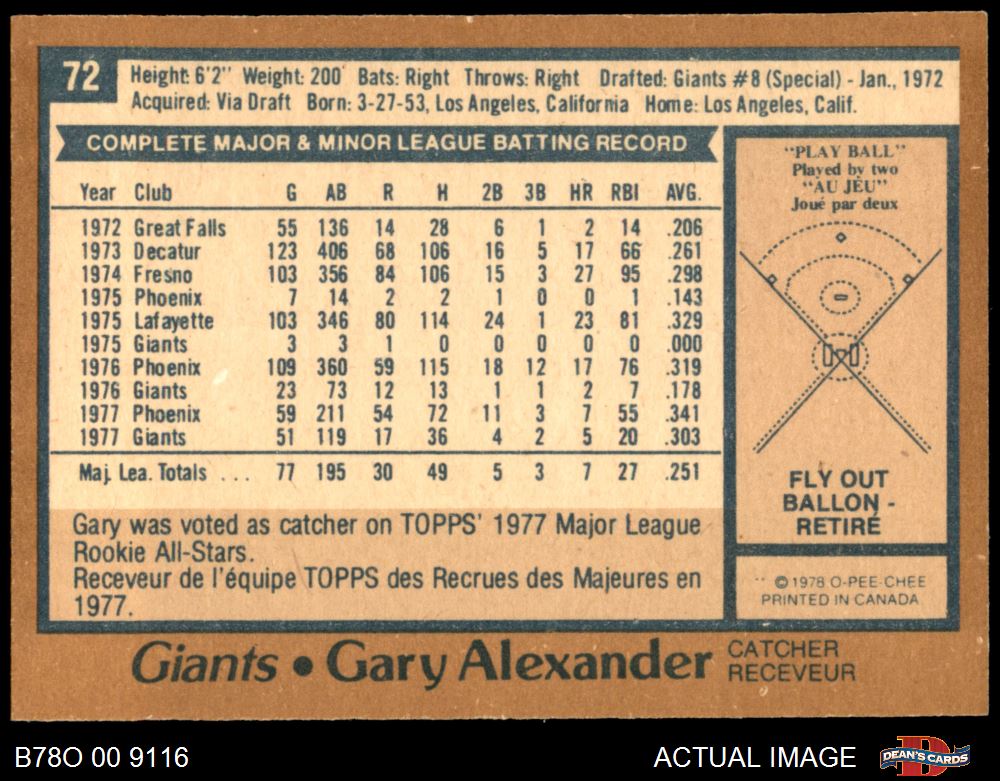 72
Height: 6'2" Weight: 200 Bats: Right Throws: Right Drafted: Giants #8 (Special) - Jan., 1972
Acquired: Via Draft Born: 3-27-53, Los Angeles, California Home: Los Angeles, Calif.
COMPLETE MAJOR & MINOR LEAGUE BATTING RECORD
Year Club G AB R H 2B 3B HR RBI AVG.
1972 Great Falls 55 136 14 28 6 1 2 14 .206
1973 Decatur 123 406 68 106 16 5 17 66 .261
1974 Fresno 103 356 84 106 15 3 27 95 .298
1975 Phoenix 7 14 2 2 1 0 0 1 .143
1975 Lafayette 103 346 80 114 24 1 23 81 .329
1975 Giants 3 3 1 0 0 0 0 0 .000
1976 Phoenix 109 360 59 115 18 12 17 76 .319
1976 Giants 23 73 12 13 1 1 2 7 .178
1977 Phoenix 59 211 54 72 11 3 7 55 .341
1977 Giants 51 119 17 36 4 2 5 20 .303
Maj. Lea. Totals ... 77 195 30 49 5 3 7 27 .251
Gary was voted as catcher on TOPPS' 1977 Major League
Rookie All-Stars.
Receveur de l'équipe TOPPS des Recrues des Majeures en
1977.
"PLAY BALL"
Played by two
"AU JEU"
Joué par deux
FLY OUT
BALLON -
RETIRÉ
© 1978 O-PEE-CHEE
PRINTED IN CANADA
Giants • Gary Alexander
CATCHER
RECEVEUR
B78O 00 9116
ACTUAL IMAGE
DEAN'S CARDS